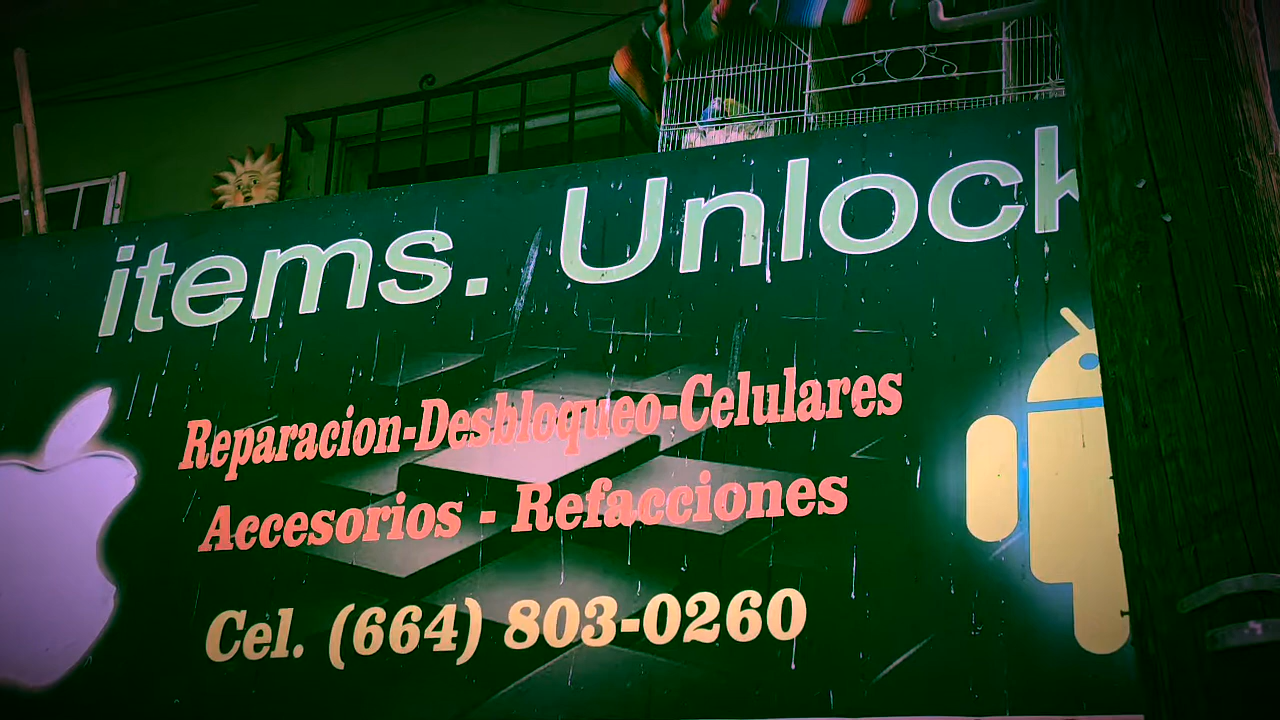 items. Unlock
Reparacion-Desbloqueo-Celulares
Accesorios - Refacciones
Cel. (664) 803-0260